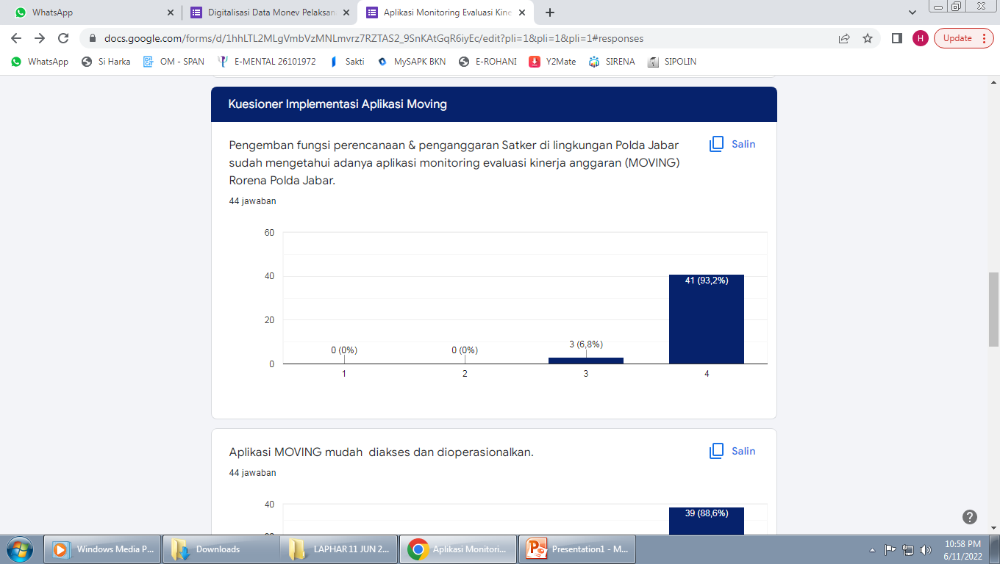 WhatsApp
Digitalisasi Data Monev Pelaksan
Aplikasi Monitoring Evaluasi Kine
docs.google.com/forms/d/1hhLTL2MLgVmbVzMNLmvrz7RZTAS2_9SnKAtGqR6iyEc/edit?pli=1&pli=1&pli=1#responses
H
Update
WhatsApp
Si Harka
OM - SPAN
E-MENTAL 26101972
Sakti
MySAPK BKN
E-ROHANI
Y2Mate
SIRENA
SIPOLIN
Kuesioner Implementasi Aplikasi Moving
Pengemban fungsi perencanaan & penganggaran Satker di lingkungan Polda Jabar
sudah mengetahui adanya aplikasi monitoring evaluasi kinerja anggaran (MOVING)
Rorena Polda Jabar.
Salin
44 jawaban
60
40
20
0
0 (0%)
0 (0%)
3 (6,8%)
41 (93,2%)
1
2
3
4
Aplikasi MOVING mudah  diakses dan dioperasionalkan.
Salin
44 jawaban
40
39 (88,6%)
Windows Media P...
Downloads
LAPHAR 11 JUN 2...
Aplikasi Monitori...
Presentation1 - M...
10:58 PM
6/11/2022